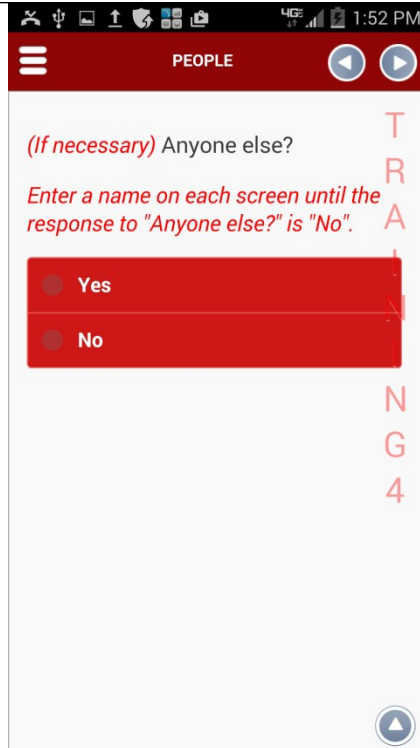 4G 1:52 PM
PEOPLE
(If necessary) Anyone else?
Enter a name on each screen until the
response to "Anyone else?" is "No".
Yes
No
T
R
A
I
N
I
N
G
4